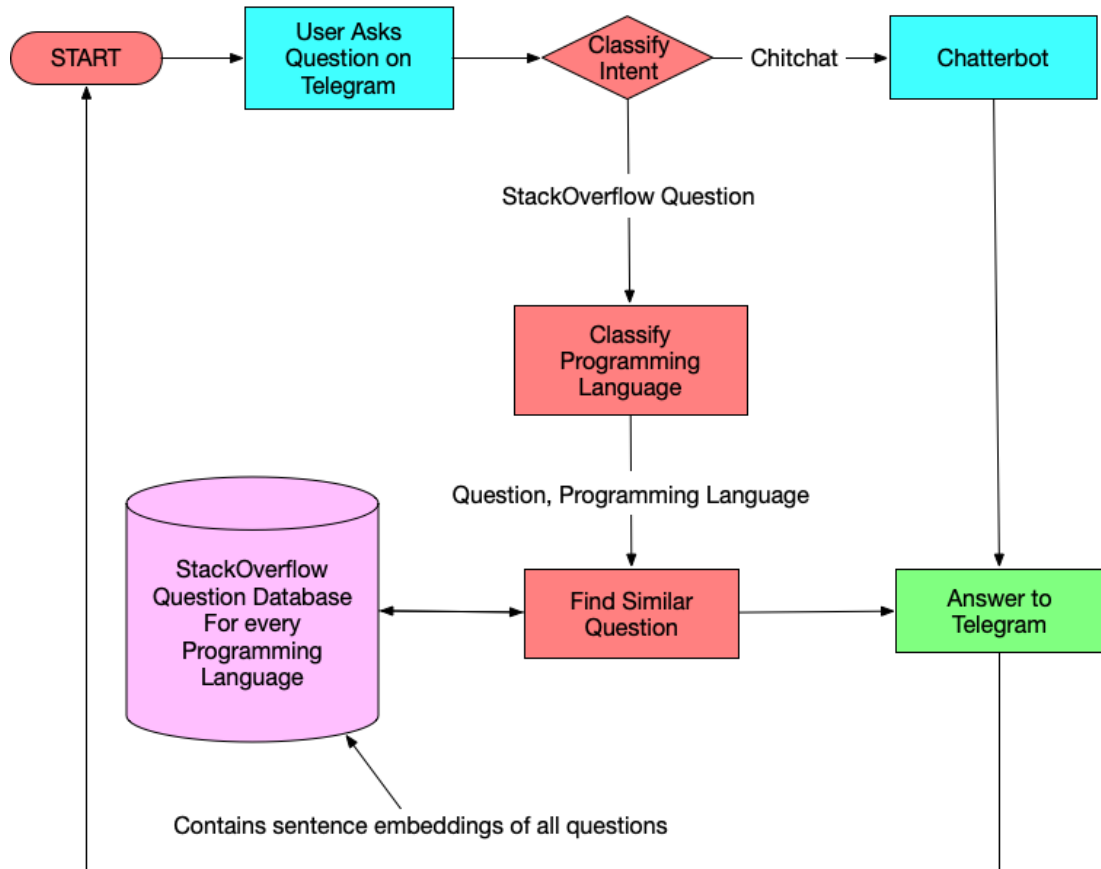 START
User Asks
Question on
Telegram
Classify
Intent
Chitchat
Chatterbot
StackOverflow Question
Classify
Programming
Language
Question, Programming Language
StackOverflow
Question Database
For every
Programming
Language
Find Similar
Question
Answer to
Telegram
Contains sentence embeddings of all questions